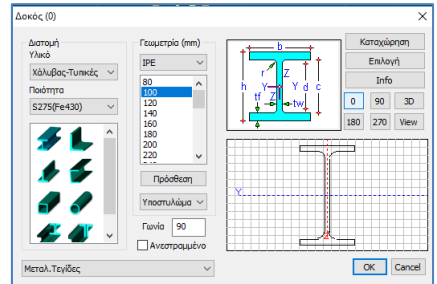 Δοκός (0)
Διατομή
Υλικό
Χάλυβας-Τυπικές
Ποιότητα
S275(Fe430)
Γεωμετρία (mm)
IPE
80
100
120
140
160
180
200
220
Πρόσθεση
Υποστυλώμα
Γωνία 90
Ανεστραμμένο
b
r
Z
h
Y
Y
d
c
tf
Z
tw
Καταχώρηση
Επιλογή
Info
0 90 3D
180 270 View
Y
Μεταλ.Τεγίδες
OK Cancel